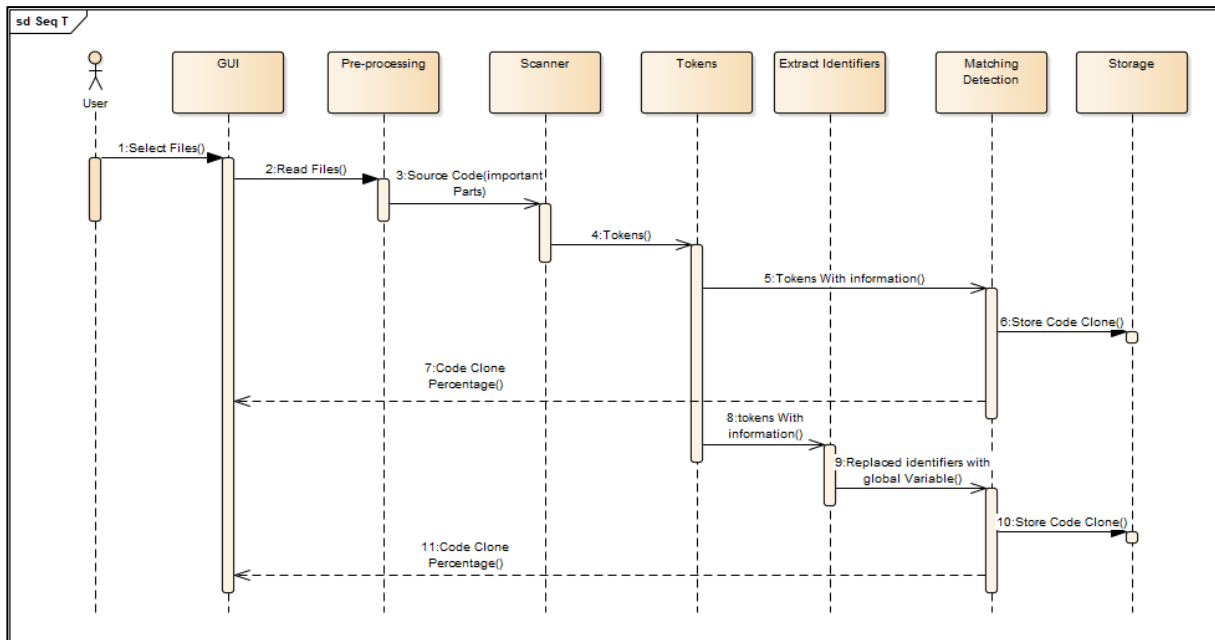 sd Seq T
User
GUI
Pre-processing
Scanner
Tokens
Extract Identifiers
Matching
Detection
Storage
1:Select Files()
2:Read Files()
3:Source Code(important
Parts)
4:Tokens()
5:Tokens With information()
6:Store Code Clone()
7:Code Clone
Percentage()
8:tokens With
information()
9:Replaced identifiers with
global Variable()
10:Store Code Clone()
11:Code Clone
Percentage()